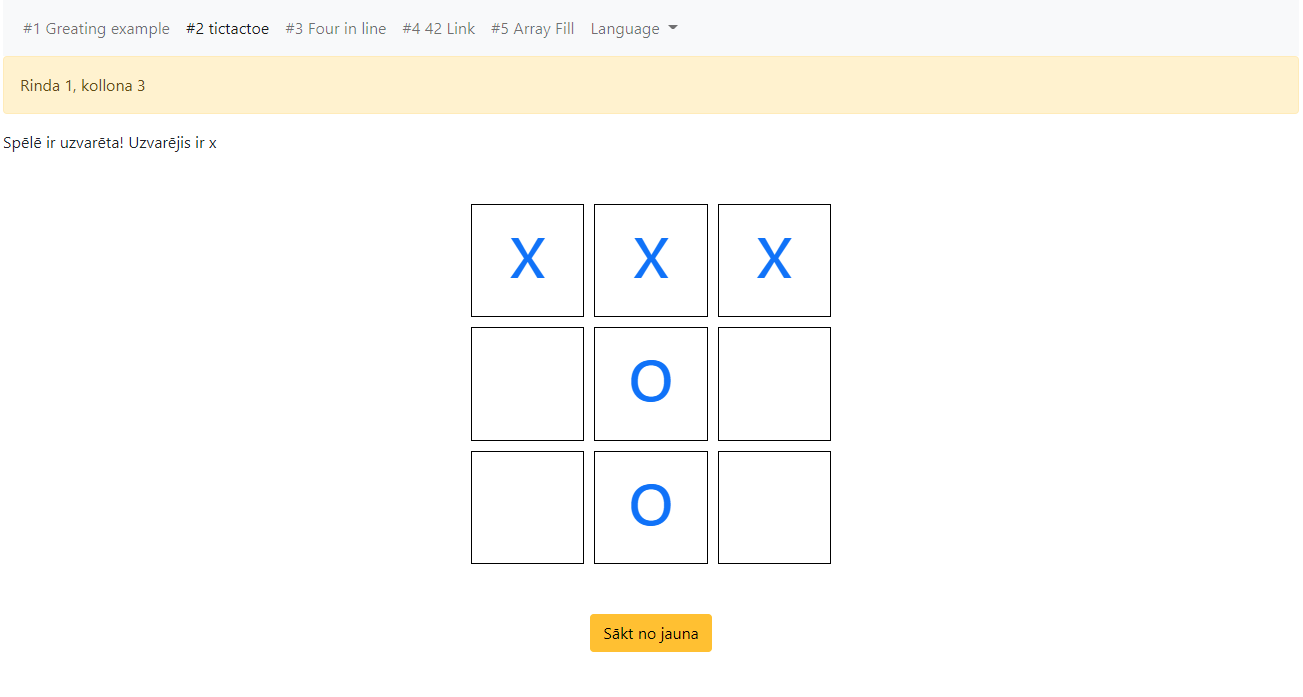 #1 Greating example #2 tictactoe #3 Four in line #4 42 Link #5 Array Fill Language
Rinda 1, kollona 3
Spēlē ir uzvarēta! Uzvarējis ir x
X X X
O
O
Sākt no jauna